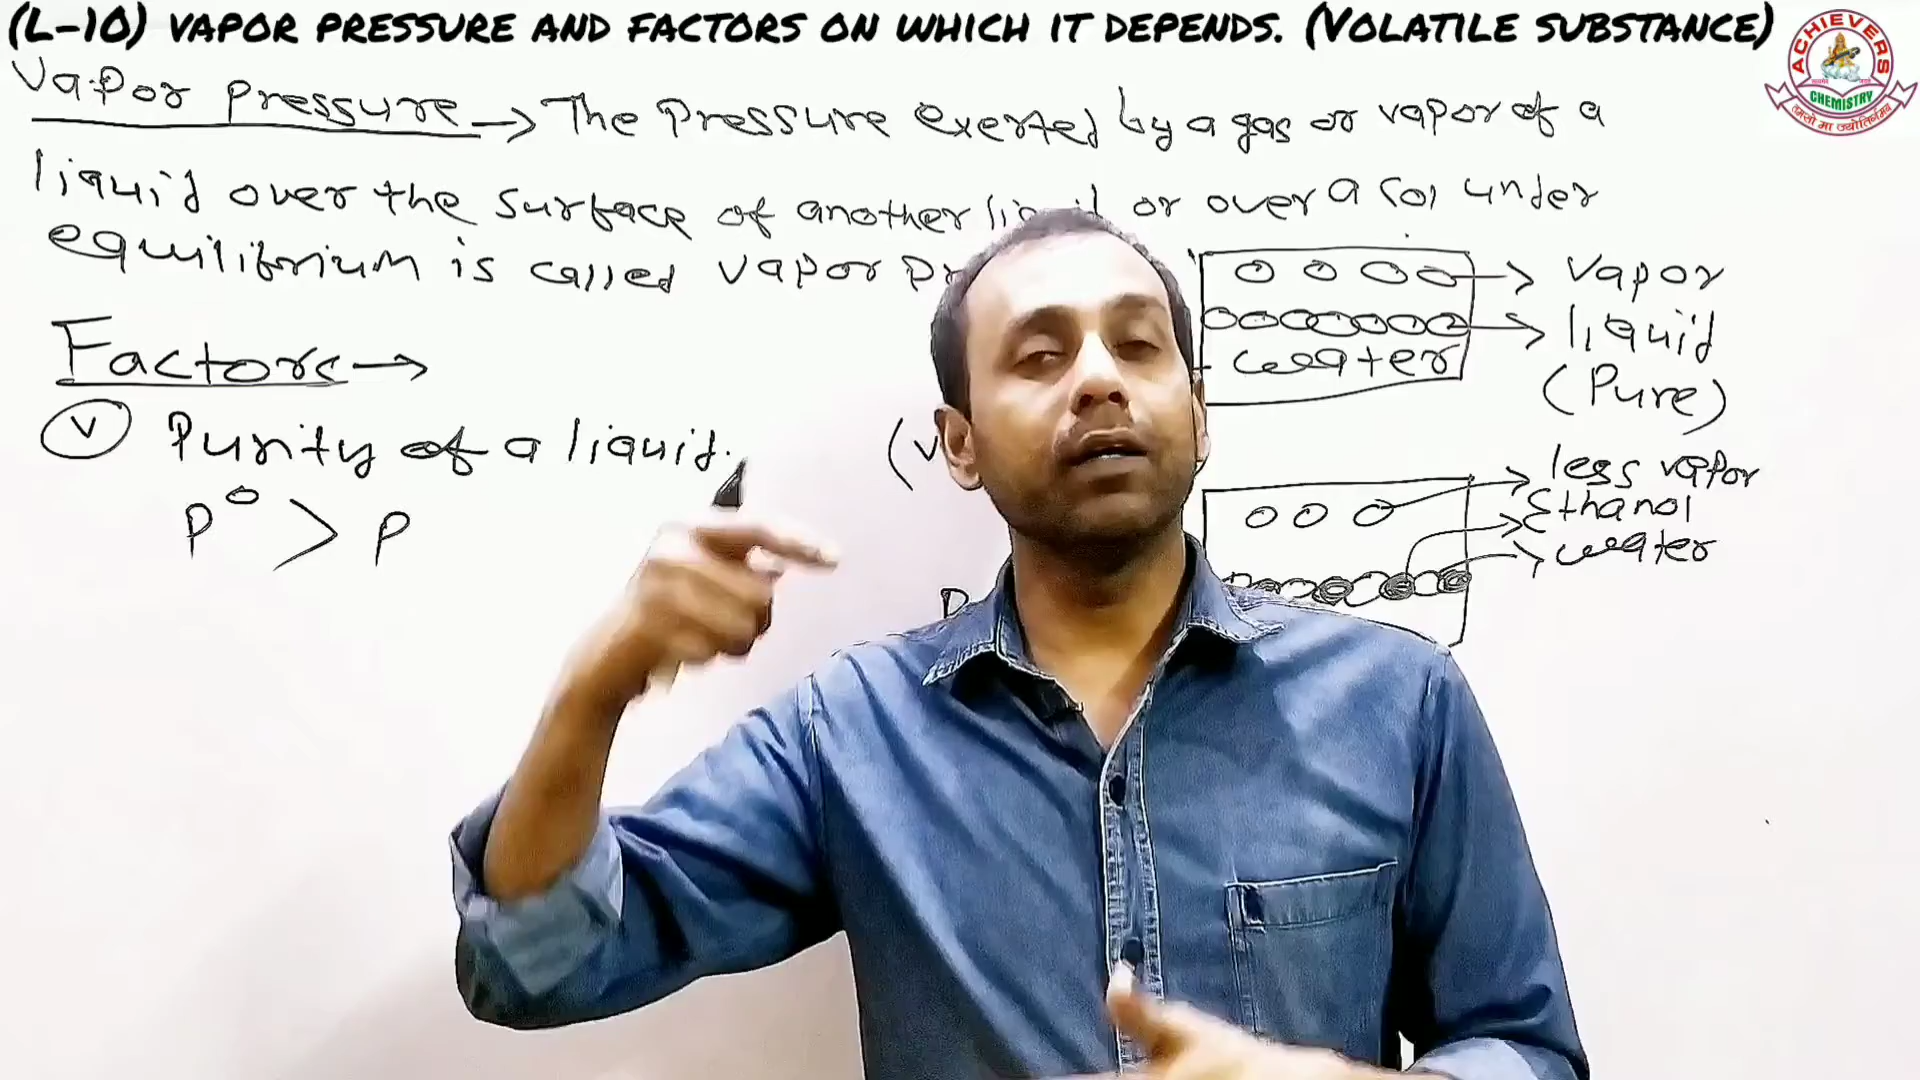 (L-10) VAPOR PRESSURE AND FACTORS ON WHICH IT DEPENDS. (VOLATILE SUBSTANCE)
ACHIEVERS
CHEMISTRY
तमसो मा ज्योतिर्गमय
Vapor Pressure → The Pressure exerted by a gas or vapor of a
liquid over the surface of another or over a sol under
equilibrium is called vapor
Factors →
(v) Purity of a liquid.
P° > P
Vapor
liquid
water
(Pure)
less vapor
Ethanol
water